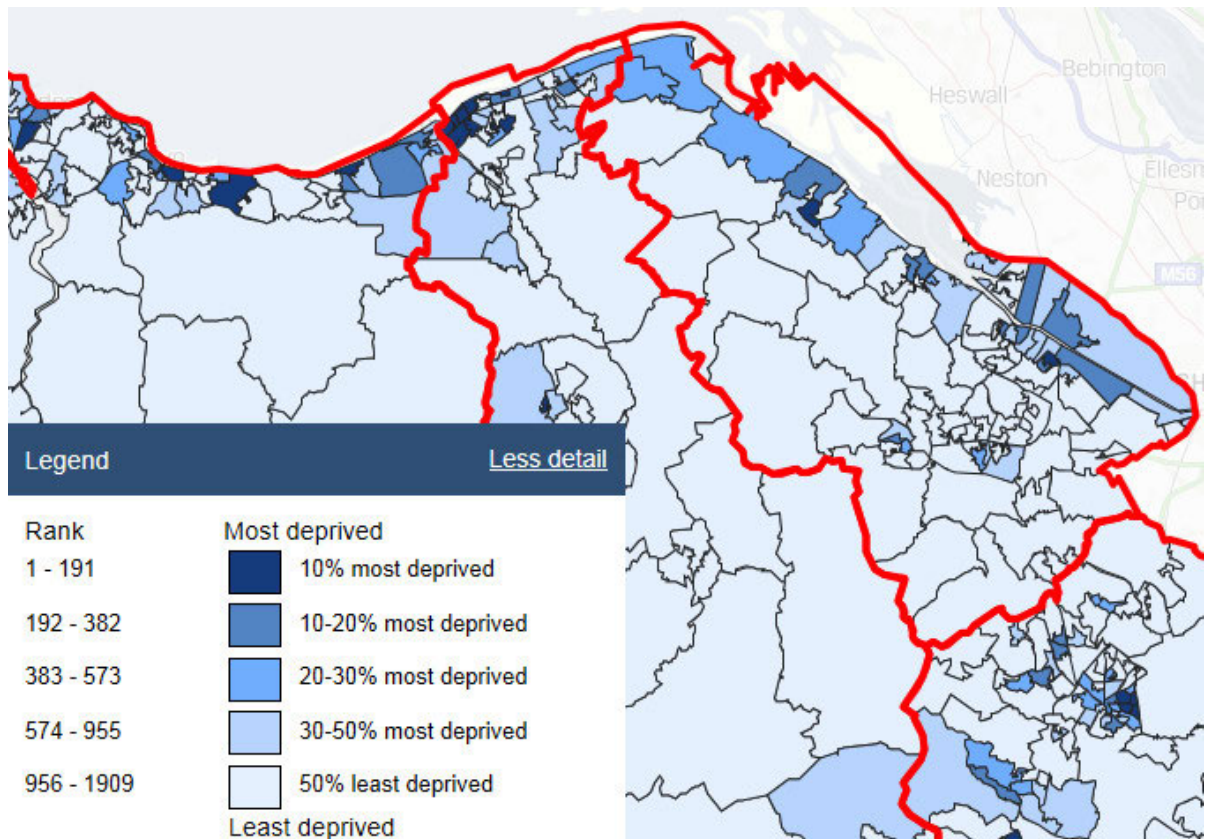 Bebington
Heswall
Neston
M56
Legend Less detail
Rank Most deprived
1 - 191 10% most deprived
192 - 382 10-20% most deprived
383 - 573 20-30% most deprived
574 - 955 30-50% most deprived
956 - 1909 50% least deprived
Least deprived